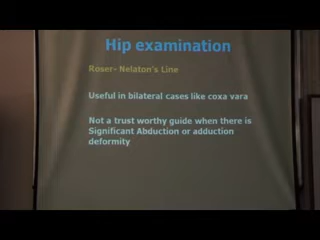 Hip examination
Roser- Nelaton's Line
Useful in bilateral cases like coxa vara
Not a trust worthy guide when there is
Significant Abduction or adduction
deformity